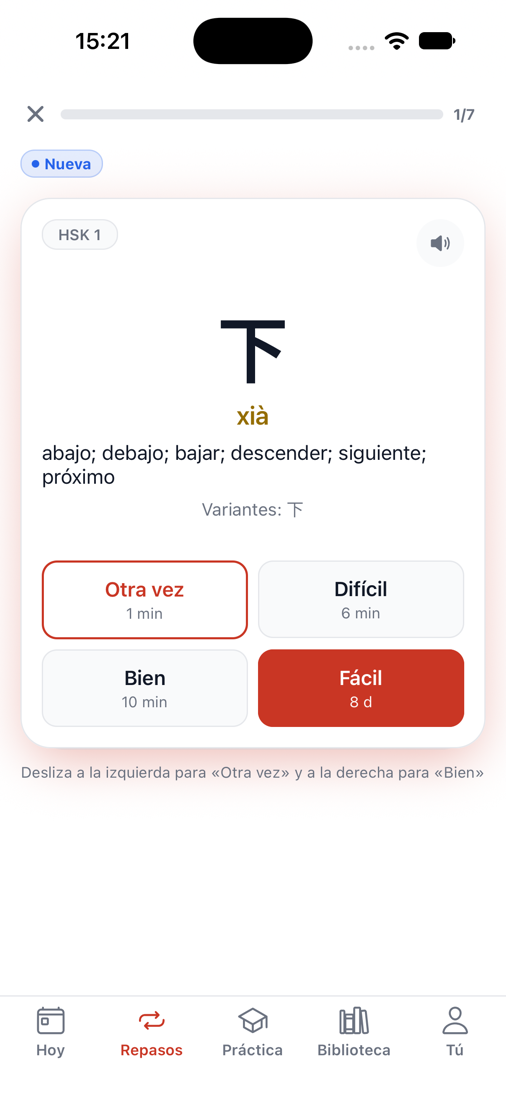 15:21
1/7
Nueva
HSK 1
下
xià
abajo; debajo; bajar; descender; siguiente;
próximo
Variantes: 下
Otra vez
1 min
Difícil
6 min
Bien
10 min
Fácil
8 d
Desliza a la izquierda para «Otra vez» y a la derecha para «Bien»
Hoy
Repasos
Práctica
Biblioteca
Tú